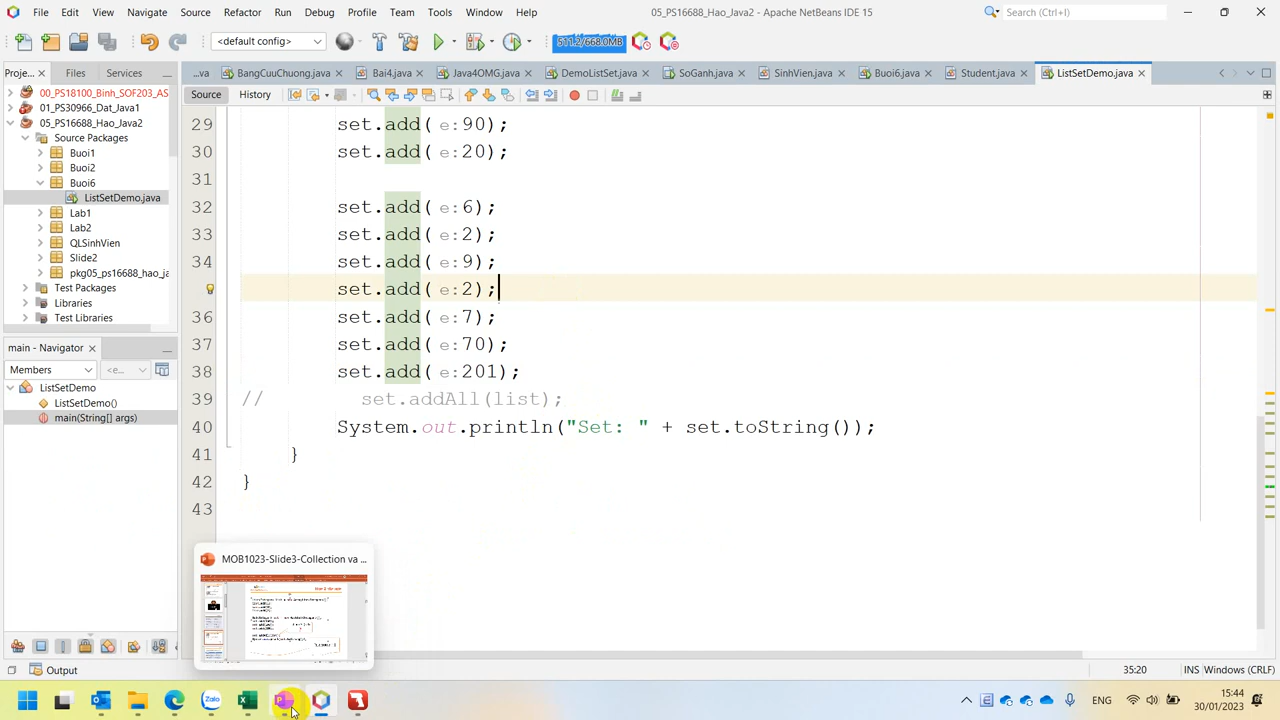 File Edit View Navigate Source Refactor Run Debug Profile Team Tools Window Help 05_PS16688_Hao_Java2 - Apache NetBeans IDE 15 Search (Ctrl+I)
<default config> 511.2/668.0MB
Proje... Files Services ...va BangCuuChuong.java Bai4.java Java4OMG.java DemoListSet.java SoGanh.java SinhVien.java Buoi6.java Student.java ListSetDemo.java
Source History
00_PS18100_Binh_SOF203_AS
01_PS30966_Dat_Java1
05_PS16688_Hao_Java2
Source Packages
Buoi1
Buoi2
Buoi6
ListSetDemo.java
Lab1
Lab2
QLSinhVien
Slide2
pkg05_ps16688_hao_ja
Test Packages
Libraries
Test Libraries
main - Navigator
Members <e...
ListSetDemo
ListSetDemo()
main(String[] args)
29 set.add( e:90);
30 set.add( e:20);
31
32 set.add( e:6);
33 set.add( e:2);
34 set.add( e:9);
set.add( e:2);
36 set.add( e:7);
37 set.add( e:70);
38 set.add( e:201);
39 // set.addAll(list);
40 System.out.println("Set: " + set.toString());
41 }
42 }
43
MOB1023-Slide3-Collection va ...
Output 35:20 INS Windows (CRLF)
Zalo ENG 15:44
30/01/2023